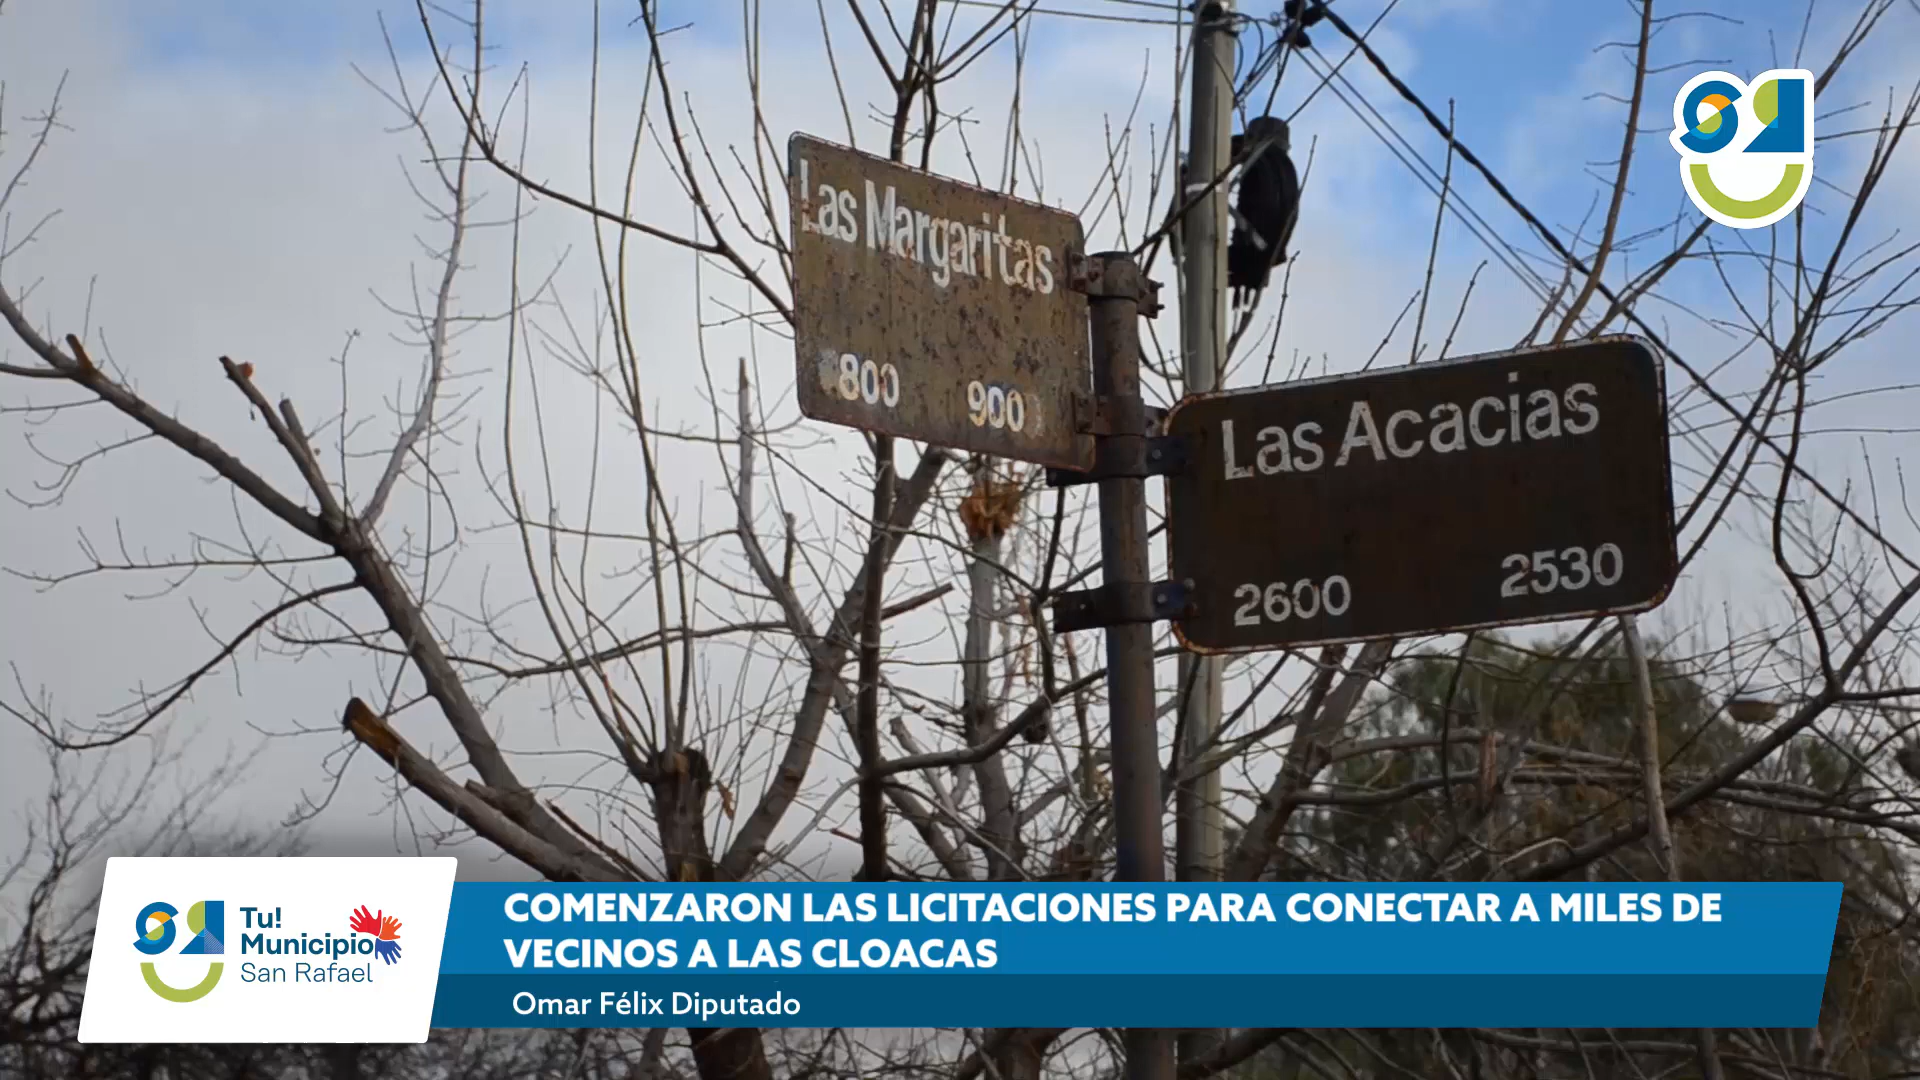 Las Margaritas
800 900
Las Acacias
2600 2530
COMENZARON LAS LICITACIONES PARA CONECTAR A MILES DE
VECINOS A LAS CLOACAS
Omar Félix Diputado
Tu!
Municipio
San Rafael